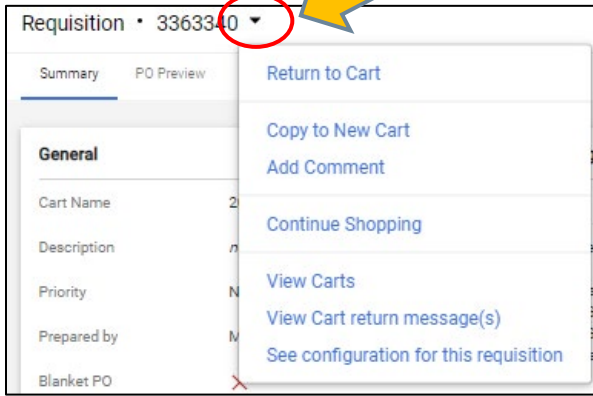 Requisition • 3363340
Summary PO Preview
Return to Cart
Copy to New Cart
Add Comment
Continue Shopping
View Carts
View Cart return message(s)
See configuration for this requisition
General
Cart Name
Description
Priority
Prepared by
Blanket PO